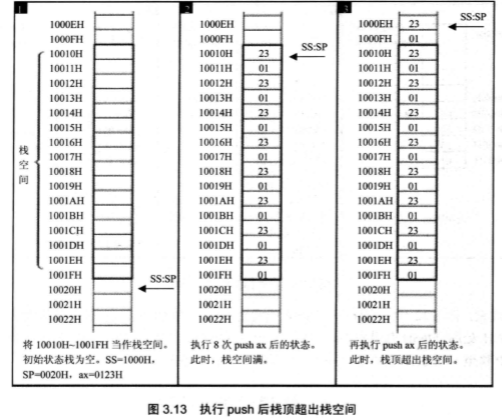 1
1000EH
1000FH
10010H
10011H
10012H
10013H
10014H
10015H
10016H
10017H
10018H
10019H
1001AH
1001BH
1001CH
1001DH
1001EH
1001FH
10020H
10021H
10022H
栈
空
间
SS:SP
将 10010H~1001FH 当作栈空间。
初始状态栈为空。SS=1000H,
SP=0020H，ax=0123H
2
1000EH
1000FH
10010H 23
10011H 01
10012H 23
10013H 01
10014H 23
10015H 01
10016H 23
10017H 01
10018H 23
10019H 01
1001AH 23
1001BH 01
1001CH 23
1001DH 01
1001EH 23
1001FH 01
10020H
10021H
10022H
SS:SP
执行 8 次 push ax 后的状态。
此时，栈空间满。
3
1000EH 23
1000FH 01
10010H 23
10011H 01
10012H 23
10013H 01
10014H 23
10015H 01
10016H 23
10017H 01
10018H 23
10019H 01
1001AH 23
1001BH 01
1001CH 23
1001DH 01
1001EH 23
1001FH 01
10020H
10021H
10022H
SS:SP
再执行 push ax 后的状态。
此时，栈顶超出栈空间。
图 3.13 执行 push 后栈顶超出栈空间